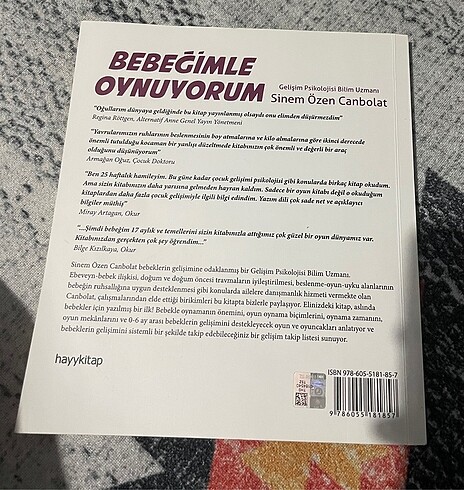 BEBEĞİMLE
OYNUYORUM
Gelişim Psikolojisi Bilim Uzmanı
Sinem Özen Canbolat
"Oğullarım dünyaya geldiğinde bu kitap yayınlanmış olsaydı onu elimden düşürmezdim"
Regina Röttgen, Alternatif Anne Genel Yayın Yönetmeni
"Yavrularımızın ruhlarının beslenmesinin boy atmalarına ve kilo almalarına göre ikinci derecede
önemli tutulduğu kocaman bir yanlışı düzeltmede kitabınızın çok önemli ve değerli bir araç
olduğunu düşünüyorum"
Armağan Oğuz, Çocuk Doktoru
"Ben 25 haftalık hamileyim. Bu güne kadar çocuk gelişimi psikolojisi gibi konularda birkaç kitap okudum.
Ama sizin kitabınızın daha yarısına gelmeden hayran kaldım. Sadece bir oyun kitabı değil o okuduğum
kitaplardan daha fazla çocuk gelişimiyle ilgili bilgi edindim. Yazım dili çok sade net ve açıklayıcı
bilgiler müthiş"
Miray Artagan, Okur
"...Şimdi bebeğim 17 aylık ve temellerini sizin kitabınızla attığımız çok güzel bir oyun dünyamız var.
Kitabınızdan gerçekten çok şey öğrendim..."
Bilge Kızılkaya, Okur
Sinem Özen Canbolat bebeklerin gelişimine odaklanmış bir Gelişim Psikolojisi Bilim Uzmanı.
Ebeveyn-bebek ilişkisi, doğum ve doğum öncesi travmaların iyileştirilmesi, beslenme-oyun-uyku alanlarının
bebeğin ruhsallığına uygun desteklenmesi gibi konularda ailelere danışmanlık hizmeti vermekte olan
Canbolat, çalışmalarından elde ettiği birikimleri bu kitapta bizlerle paylaşıyor. Elinizdeki kitap, aslında
bebekler için yazılmış bir ilk! Bebekle oynamanın önemini, oyun oynama biçimlerini, oynama zamanını,
oyun mekânlarını ve 0-6 ay arası bebeklerin gelişimini destekleyecek oyun ve oyuncakları anlatıyor ve
bebeklerin gelişimini sistemli bir şekilde takip edebileceğiniz bir gelişim takip listesi sunuyor.
hayykitap
ISBN 978-605-5181-85-7
9 786055 181857